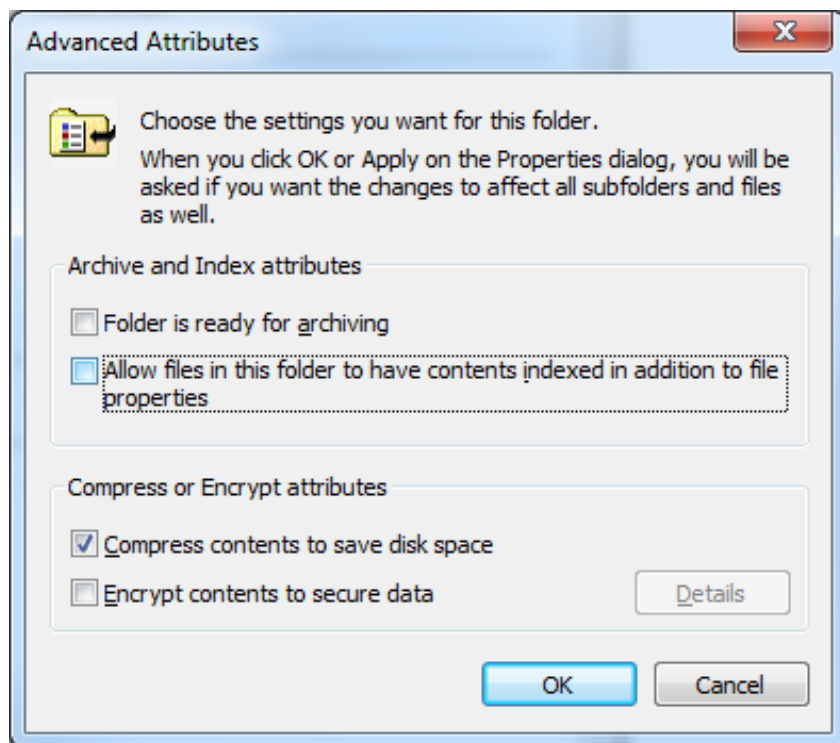 Advanced Attributes
Choose the settings you want for this folder.
When you click OK or Apply on the Properties dialog, you will be
asked if you want the changes to affect all subfolders and files
as well.
Archive and Index attributes
Folder is ready for archiving
Allow files in this folder to have contents indexed in addition to file
properties
Compress or Encrypt attributes
Compress contents to save disk space
Encrypt contents to secure data
Details
OK
Cancel